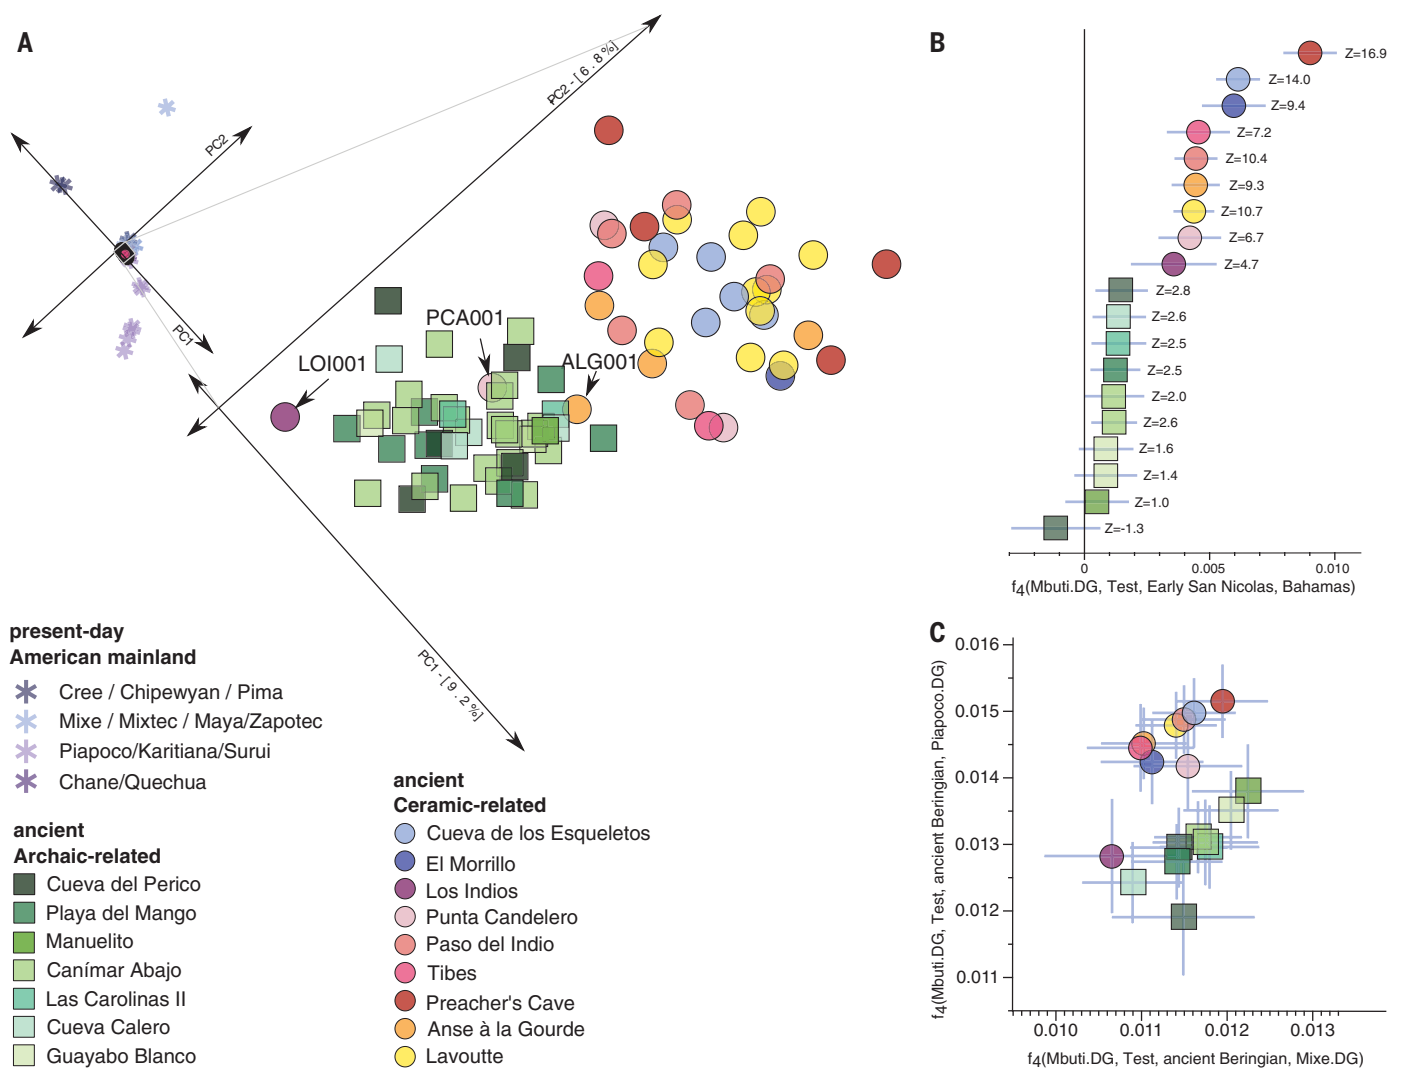 A
PC2 - [ 6 . 8 %]
PC2
PC1
PCA001
ALG001
LOI001
PC1 - [ 9 . 2 %]
present-day
American mainland
Cree / Chipewyan / Pima
Mixe / Mixtec / Maya/Zapotec
Piapoco/Karitiana/Surui
Chane/Quechua
ancient
Archaic-related
Cueva del Perico
Playa del Mango
Manuelito
Canímar Abajo
Las Carolinas II
Cueva Calero
Guayabo Blanco
ancient
Ceramic-related
Cueva de los Esqueletos
El Morrillo
Los Indios
Punta Candelero
Paso del Indio
Tibes
Preacher's Cave
Anse à la Gourde
Lavoutte
B
Z=16.9
Z=14.0
Z=9.4
Z=7.2
Z=10.4
Z=9.3
Z=10.7
Z=6.7
Z=4.7
Z=2.8
Z=2.6
Z=2.5
Z=2.5
Z=2.0
Z=2.6
Z=1.6
Z=1.4
Z=1.0
Z=-1.3
0 0.005 0.010
f4(Mbuti.DG, Test, Early San Nicolas, Bahamas)
C
f4(Mbuti.DG, Test, ancient Beringian, Piapoco.DG)
0.016
0.015
0.014
0.013
0.012
0.011
0.010 0.011 0.012 0.013
f4(Mbuti.DG, Test, ancient Beringian, Mixe.DG)